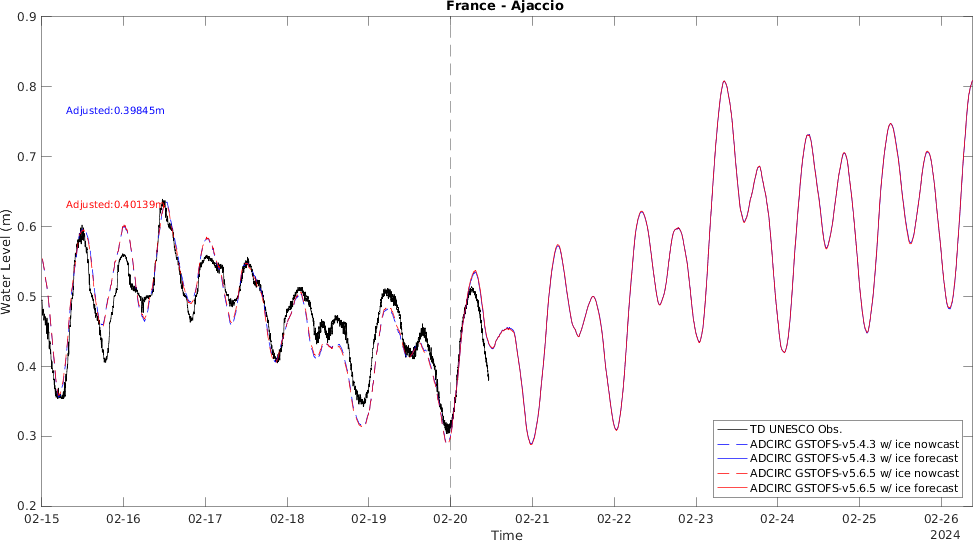 France - Ajaccio
0.9
0.8
0.7
0.6
0.5
0.4
0.3
0.2
Water Level (m)
Adjusted:0.39845m
Adjusted:0.40139m
TD UNESCO Obs.
ADCIRC GSTOFS-v5.4.3 w/ ice nowcast
ADCIRC GSTOFS-v5.4.3 w/ ice forecast
ADCIRC GSTOFS-v5.6.5 w/ ice nowcast
ADCIRC GSTOFS-v5.6.5 w/ ice forecast
02-15 02-16 02-17 02-18 02-19 02-20 02-21 02-22 02-23 02-24 02-25 02-26
Time
2024